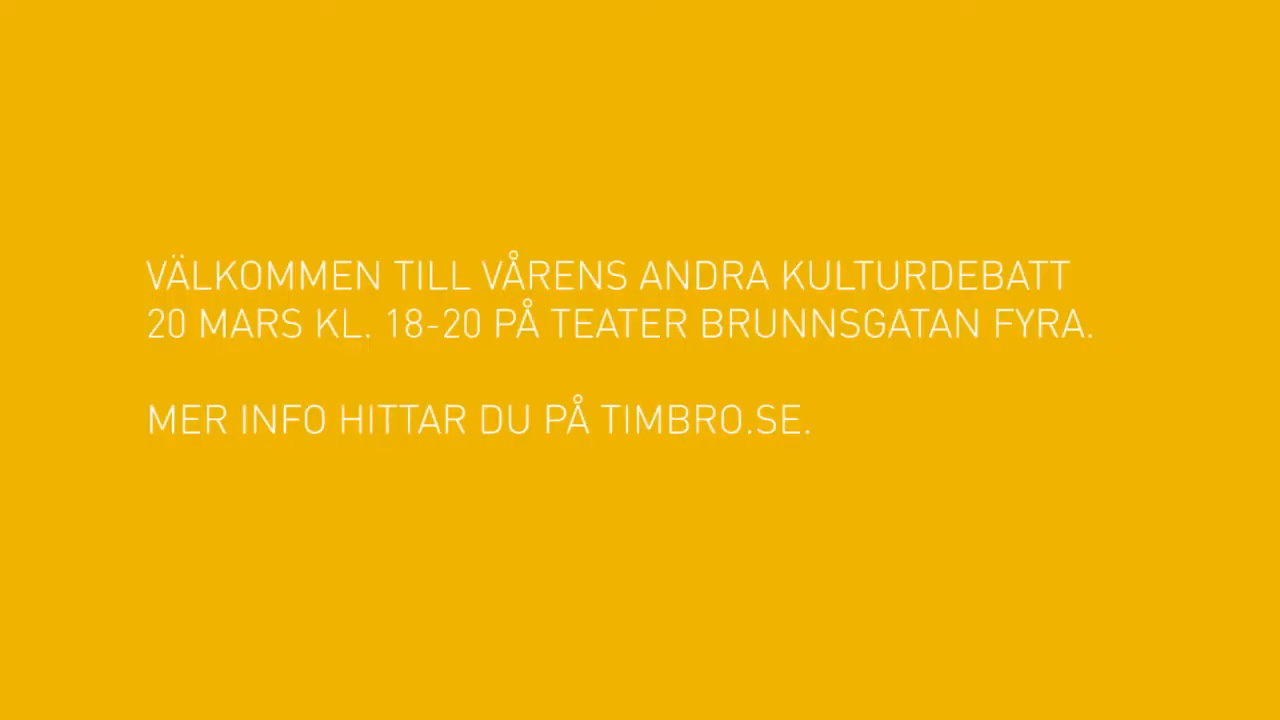 VÄLKOMMEN TILL VÅRENS ANDRA KULTURDEBATT
20 MARS KL. 18-20 PÅ TEATER BRUNNSGATAN FYRA.
MER INFO HITTAR DU PÅ TIMBRO.SE.